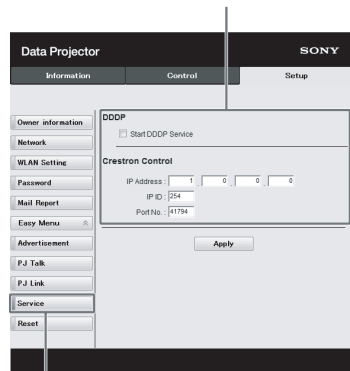 Data Projector SONY
Information Control Setup
Owner information
Network
WLAN Setting
Password
Mail Report
Easy Menu
Advertisement
PJ Talk
PJ Link
Service
Reset
DDDP
Start DDDP Service
Crestron Control
IP Address : 1 . 0 . 0 . 0
IP ID : 254
Port No. : 41794
Apply